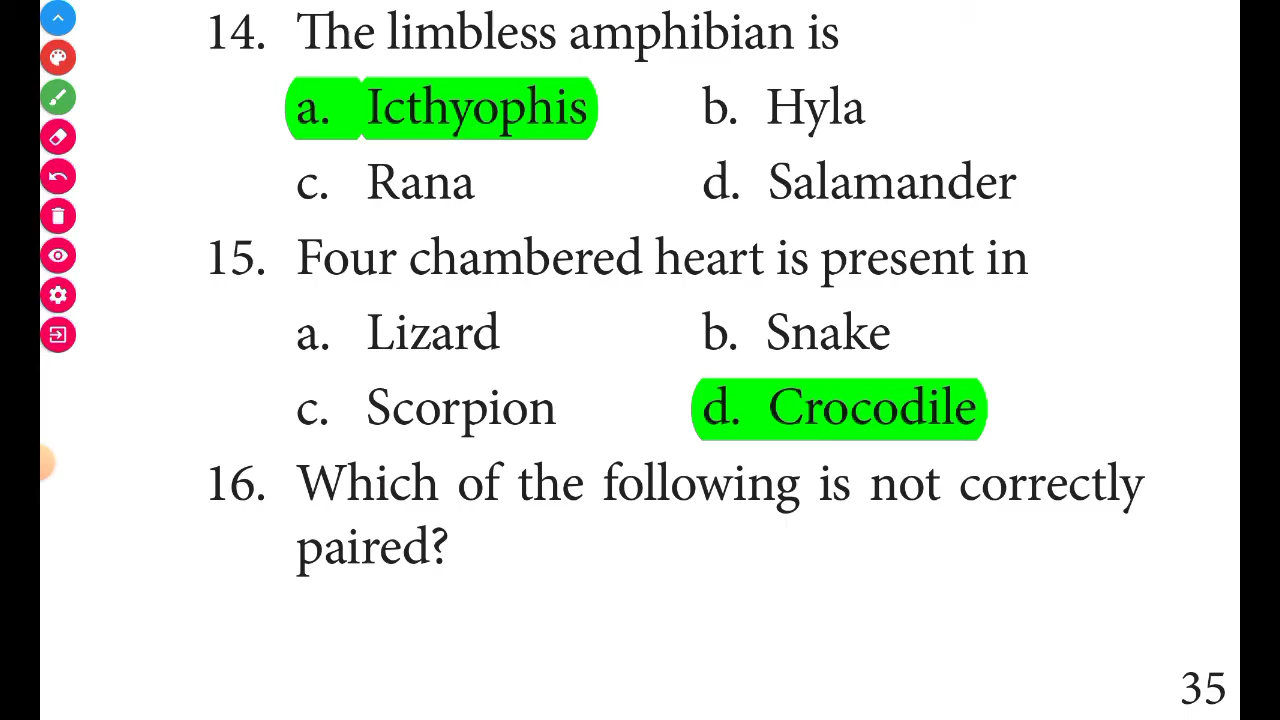 14. The limbless amphibian is
a. Icthyophis b. Hyla
c. Rana d. Salamander
15. Four chambered heart is present in
a. Lizard b. Snake
c. Scorpion d. Crocodile
16. Which of the following is not correctly
paired?
35